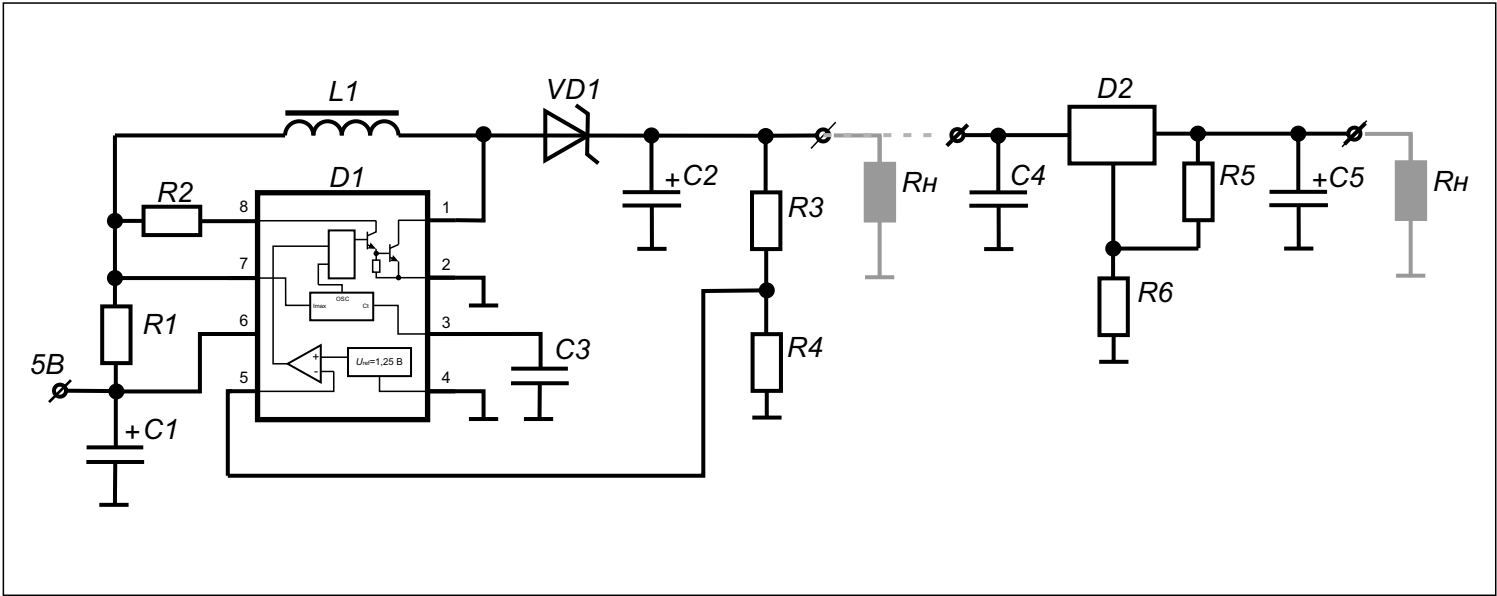 L1
VD1
D2
D1
R2
+C2
C4
R5
+C5
Rн
Rн
R3
8
1
7
2
OSC
Imax
Ct
R6
R1
6
3
5В
C3
R4
+
Uref=1,25 В
-
5
4
+C1